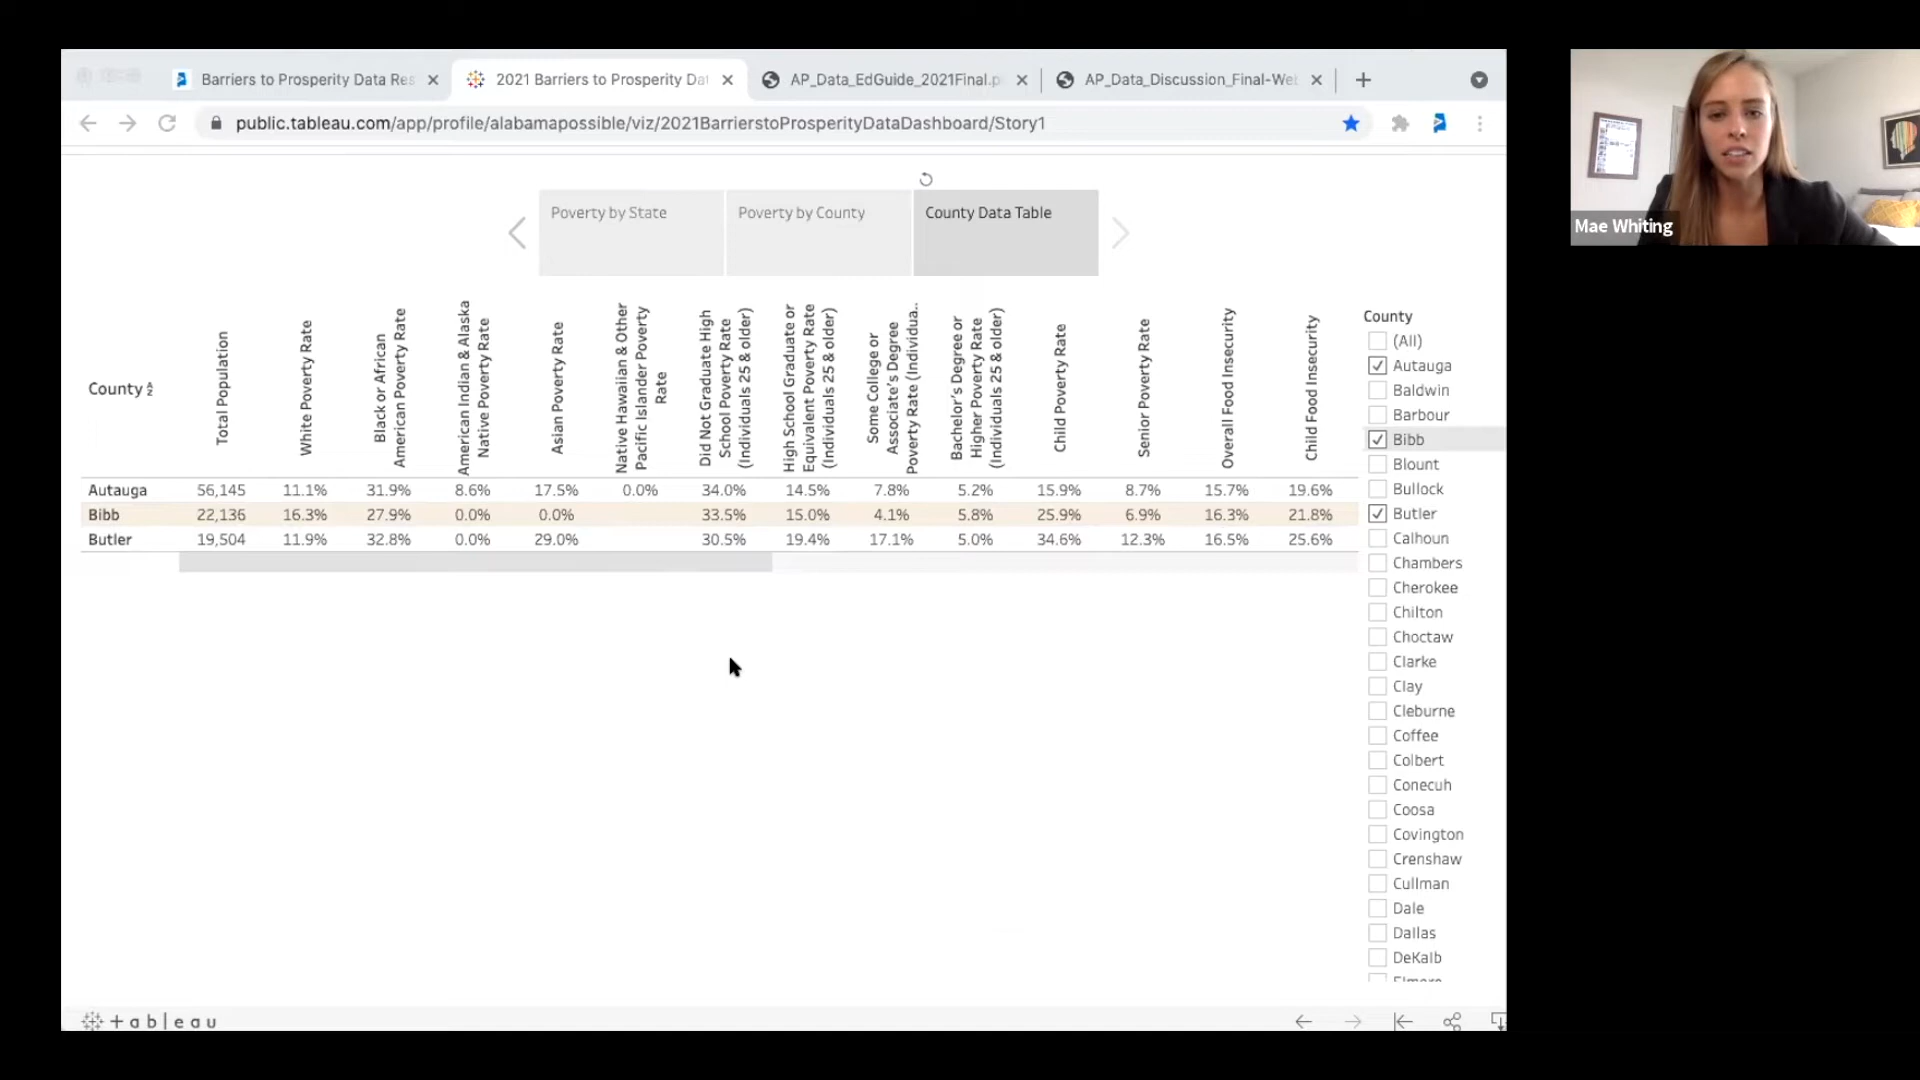 Barriers to Prosperity Data Res
2021 Barriers to Prosperity Dat
AP_Data_EdGuide_2021Final.p
AP_Data_Discussion_Final-Web
public.tableau.com/app/profile/alabamapossible/viz/2021BarrierstoProsperityDataDashboard/Story1
Mae Whiting
Poverty by State
Poverty by County
County Data Table
County
Total Population
White Poverty Rate
Black or African
American Poverty Rate
American Indian & Alaska
Native Poverty Rate
Asian Poverty Rate
Native Hawaiian & Other
Pacific Islander Poverty
Rate
Did Not Graduate High
School Poverty Rate
(Individuals 25 & older)
High School Graduate or
Equivalent Poverty Rate
(Individuals 25 & older)
Some College or
Associate's Degree
Poverty Rate (Individua..
Bachelor's Degree or
Higher Poverty Rate
(Individuals 25 & older)
Child Poverty Rate
Senior Poverty Rate
Overall Food Insecurity
Child Food Insecurity
Autauga 56,145 11.1% 31.9% 8.6% 17.5% 0.0% 34.0% 14.5% 7.8% 5.2% 15.9% 8.7% 15.7% 19.6%
Bibb 22,136 16.3% 27.9% 0.0% 0.0% 33.5% 15.0% 4.1% 5.8% 25.9% 6.9% 16.3% 21.8%
Butler 19,504 11.9% 32.8% 0.0% 29.0% 30.5% 19.4% 17.1% 5.0% 34.6% 12.3% 16.5% 25.6%
County
(All)
Autauga
Baldwin
Barbour
Bibb
Blount
Bullock
Butler
Calhoun
Chambers
Cherokee
Chilton
Choctaw
Clarke
Clay
Cleburne
Coffee
Colbert
Conecuh
Coosa
Covington
Crenshaw
Cullman
Dale
Dallas
DeKalb
+ableau